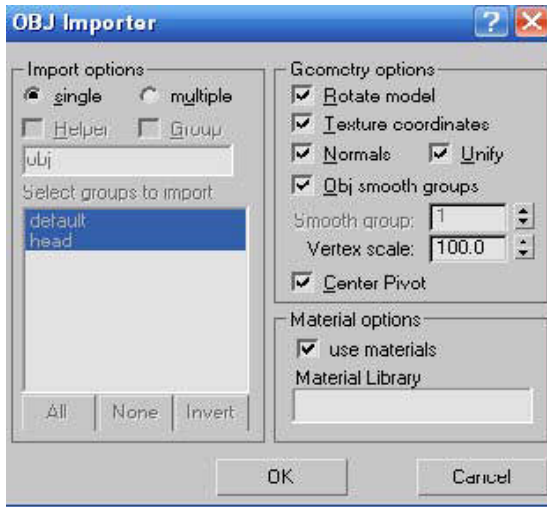 OBJ Importer
Import options
single multiple
Helper Group
obj
Select groups to import
default
head
All None Invert
Geometry options
Rotate model
Texture coordinates
Normals Unify
Obj smooth groups
Smooth group: 1
Vertex scale: 100.0
Center Pivot
Material options
use materials
Material Library
OK Cancel